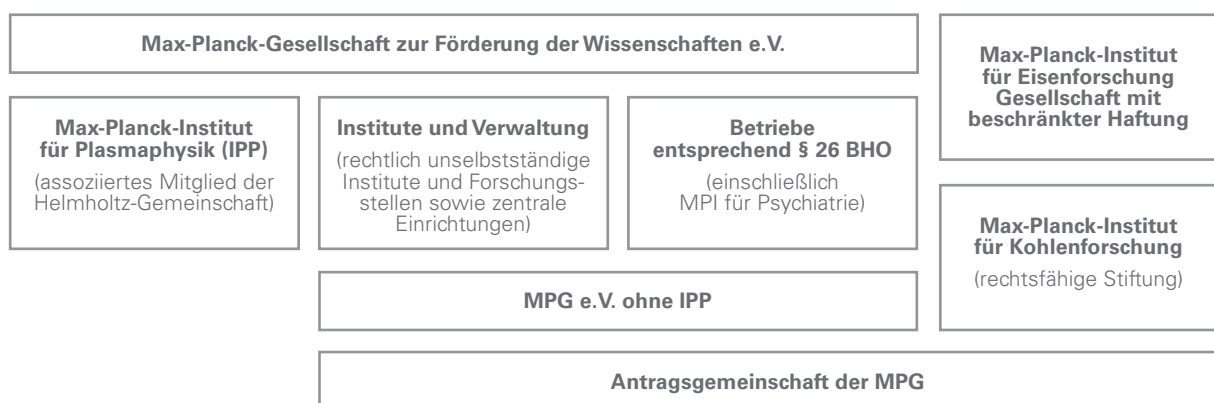 Max-Planck-Gesellschaft zur Förderung der Wissenschaften e.V.
Max-Planck-Institut
für Eisenforschung
Gesellschaft mit
beschränkter Haftung
Max-Planck-Institut
für Plasmaphysik (IPP)
(assoziiertes Mitglied der
Helmholtz-Gemeinschaft)
Institute und Verwaltung
(rechtlich unselbstständige
Institute und Forschungs-
stellen sowie zentrale
Einrichtungen)
Betriebe
entsprechend § 26 BHO
(einschließlich
MPI für Psychiatrie)
Max-Planck-Institut
für Kohlenforschung
(rechtsfähige Stiftung)
MPG e.V. ohne IPP
Antragsgemeinschaft der MPG